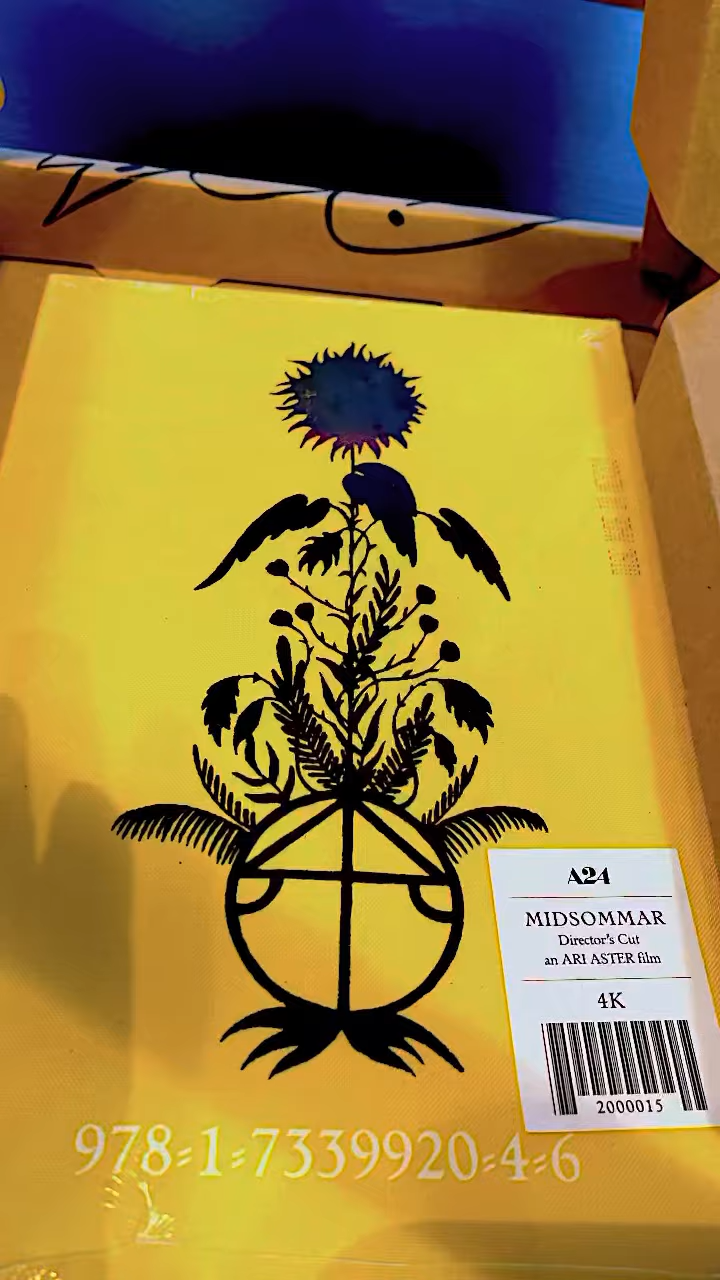 A24
MIDSOMMAR
Director's Cut
an ARI ASTER film
4K
2000015
978-1-7339920-4-6